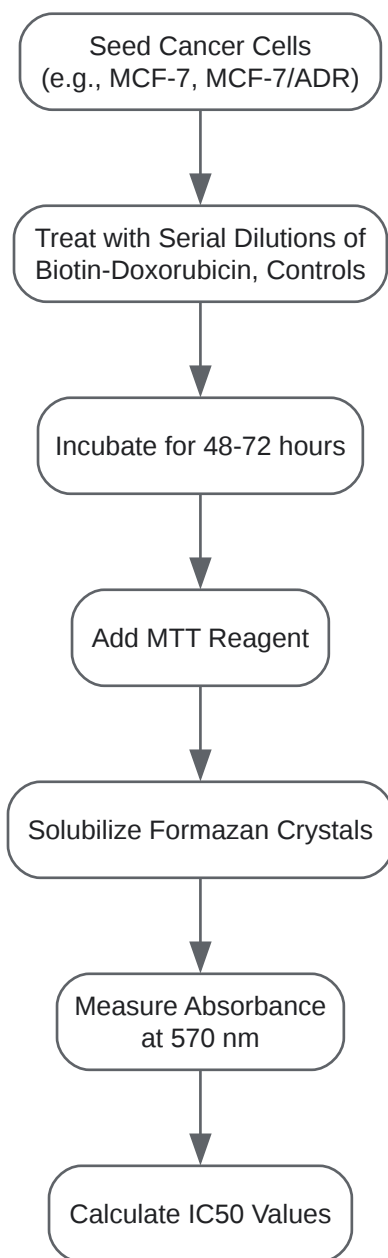 Seed Cancer Cells
(e.g., MCF-7, MCF-7/ADR)
Treat with Serial Dilutions of
Biotin-Doxorubicin, Controls
Incubate for 48-72 hours
Add MTT Reagent
Solubilize Formazan Crystals
Measure Absorbance
at 570 nm
Calculate IC50 Values